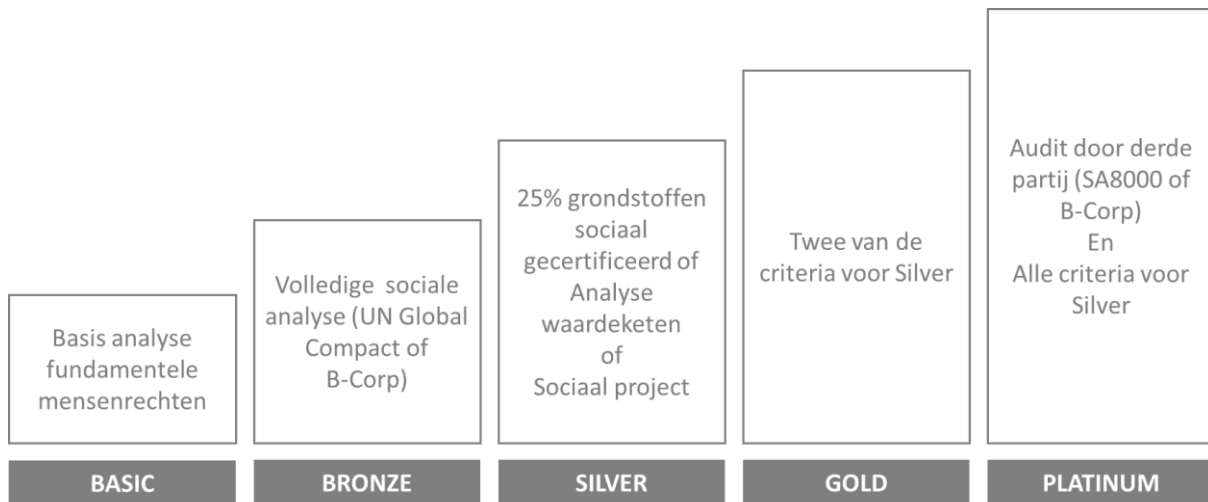 Basis analyse
fundamentele
mensenrechten
BASIC
Volledige sociale
analyse (UN Global
Compact of
B-Corp)
BRONZE
25% grondstoffen
sociaal
gecertificeerd of
Analyse
waardeketen
of
Sociaal project
SILVER
Twee van de
criteria voor Silver
GOLD
Audit door derde
partij (SA8000 of
B-Corp)
En
Alle criteria voor
Silver
PLATINUM